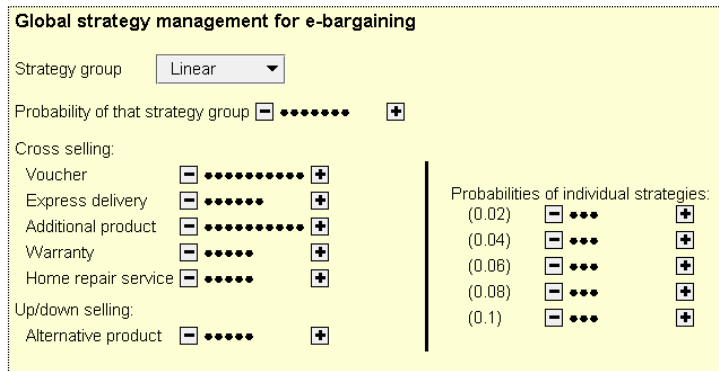 Global strategy management for e-bargaining
Strategy group Linear
Probability of that strategy group
Cross selling:
Voucher
Express delivery
Additional product
Warranty
Home repair service
Up/down selling:
Alternative product
Probabilities of individual strategies:
(0.02)
(0.04)
(0.06)
(0.08)
(0.1)